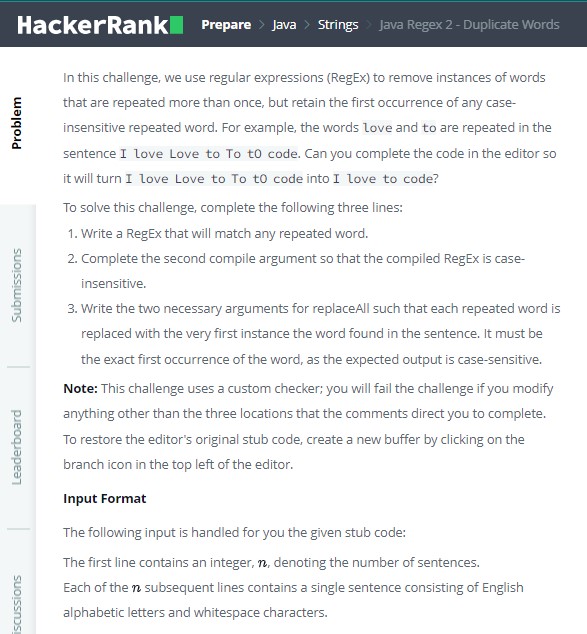 HackerRank Prepare > Java > Strings > Java Regex 2 - Duplicate Words
Problem
Submissions
Leaderboard
iscussions
In this challenge, we use regular expressions (RegEx) to remove instances of words
that are repeated more than once, but retain the first occurrence of any case-
insensitive repeated word. For example, the words love and to are repeated in the
sentence I love Love to To tO code. Can you complete the code in the editor so
it will turn I love Love to To tO code into I love to code?
To solve this challenge, complete the following three lines:
1. Write a RegEx that will match any repeated word.
2. Complete the second compile argument so that the compiled RegEx is case-
insensitive.
3. Write the two necessary arguments for replaceAll such that each repeated word is
replaced with the very first instance the word found in the sentence. It must be
the exact first occurrence of the word, as the expected output is case-sensitive.
Note: This challenge uses a custom checker; you will fail the challenge if you modify
anything other than the three locations that the comments direct you to complete.
To restore the editor's original stub code, create a new buffer by clicking on the
branch icon in the top left of the editor.
Input Format
The following input is handled for you the given stub code:
The first line contains an integer, n, denoting the number of sentences.
Each of the n subsequent lines contains a single sentence consisting of English
alphabetic letters and whitespace characters.